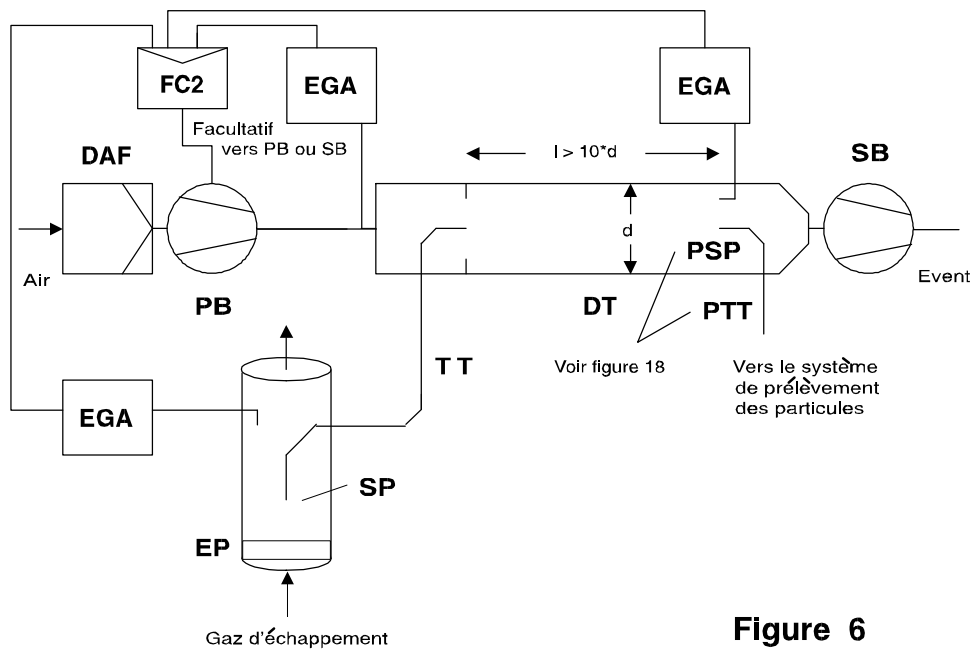 FC2
EGA
EGA
Facultatif
vers PB ou SB
l > 10*d
DAF
SB
d
PSP
Air
Event
PB
DT
PTT
T T
Voir figure 18
Vers le système
de prélèvement
des particules
EGA
SP
EP
Gaz d'échappement
Figure 6